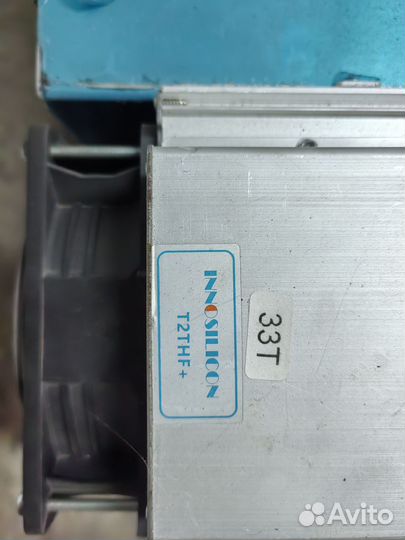 INNOSILICON
T2THF+
33T
Avito